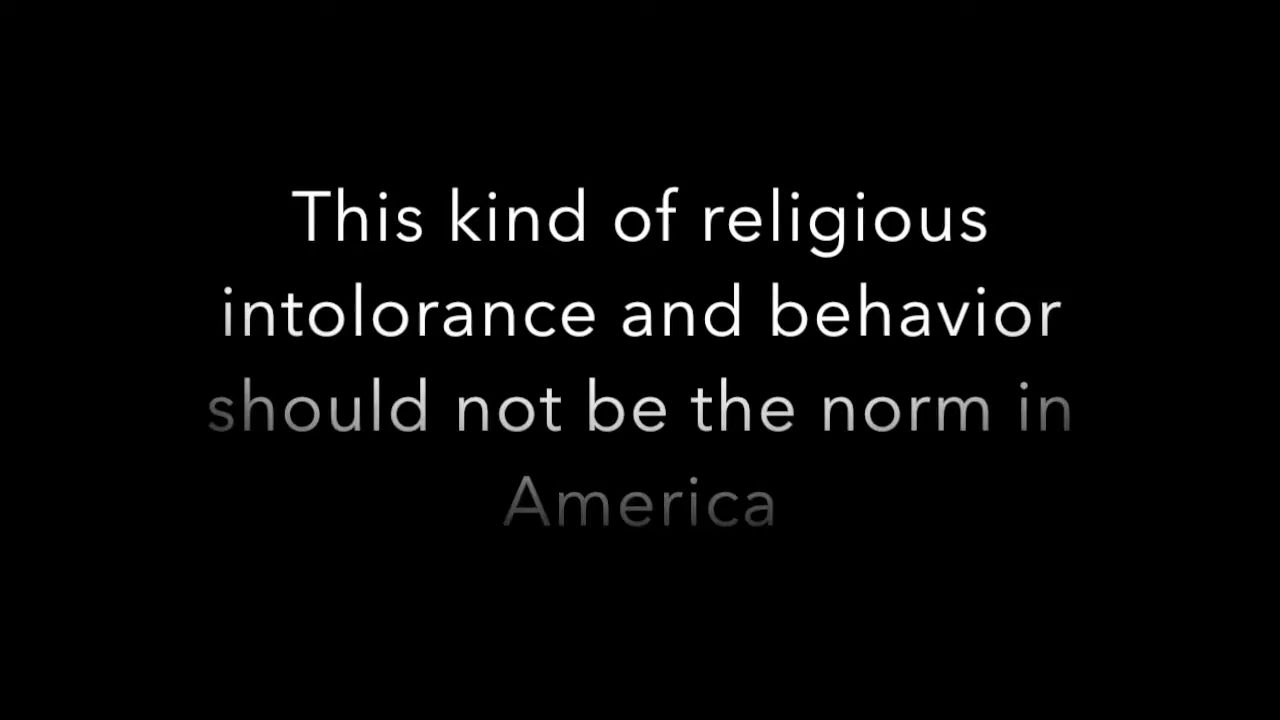 This kind of religious
intolorance and behavior
should not be the norm in
America